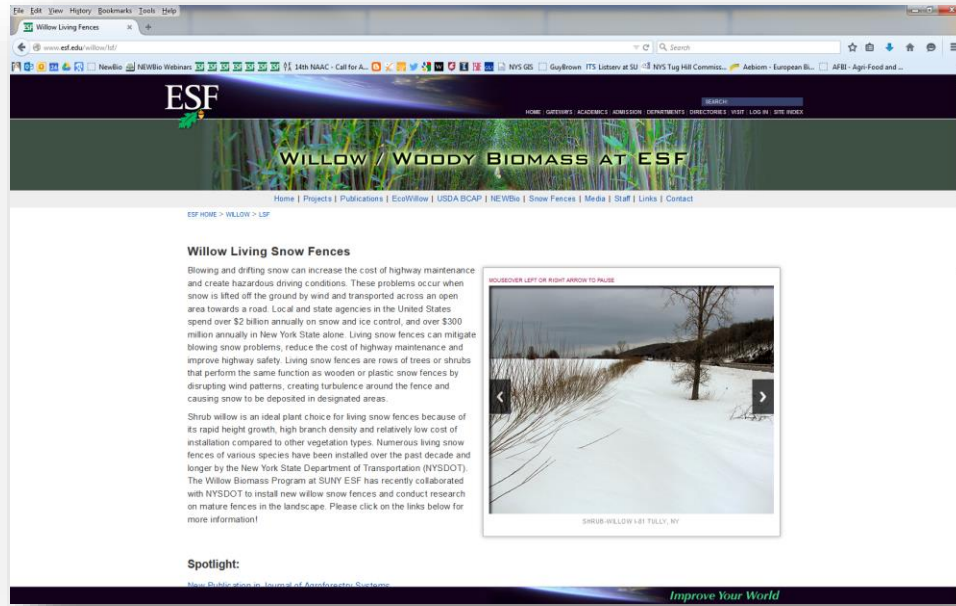 File Edit View History Bookmarks Tools Help
Willow Living Fences
www.esf.edu/willow/lsf/
Search
NewBio NEWBio Webinars 14th NAAC - Call for A... NYS GIS GuyBrown ITS Listserv at SU NYS Tug Hill Commiss... Aebiom - European Bi... AFBI - Agri-Food and ...
ESF
SEARCH:
HOME | GATEWAYS | ACADEMICS | ADMISSION | DEPARTMENTS | DIRECTORIES | VISIT | LOG IN | SITE INDEX
WILLOW / WOODY BIOMASS AT ESF
Home | Projects | Publications | EcoWillow | USDA BCAP | NEWBio | Snow Fences | Media | Staff | Links | Contact
ESF HOME > WILLOW > LSF
Willow Living Snow Fences
Blowing and drifting snow can increase the cost of highway maintenance
and create hazardous driving conditions. These problems occur when
snow is lifted off the ground by wind and transported across an open
area towards a road. Local and state agencies in the United States
spend over $2 billion annually on snow and ice control, and over $300
million annually in New York State alone. Living snow fences can mitigate
blowing snow problems, reduce the cost of highway maintenance and
improve highway safety. Living snow fences are rows of trees or shrubs
that perform the same function as wooden or plastic snow fences by
disrupting wind patterns, creating turbulence around the fence and
causing snow to be deposited in designated areas.
Shrub willow is an ideal plant choice for living snow fences because of
its rapid height growth, high branch density and relatively low cost of
installation compared to other vegetation types. Numerous living snow
fences of various species have been installed over the past decade and
longer by the New York State Department of Transportation (NYSDOT).
The Willow Biomass Program at SUNY ESF has recently collaborated
with NYSDOT to install new willow snow fences and conduct research
on mature fences in the landscape. Please click on the links below for
more information!
MOUSEOVER LEFT OR RIGHT ARROW TO PAUSE
SHRUB-WILLOW I-81 TULLY, NY
Spotlight:
New Publication in Journal of Agroforestry Systems
Improve Your World